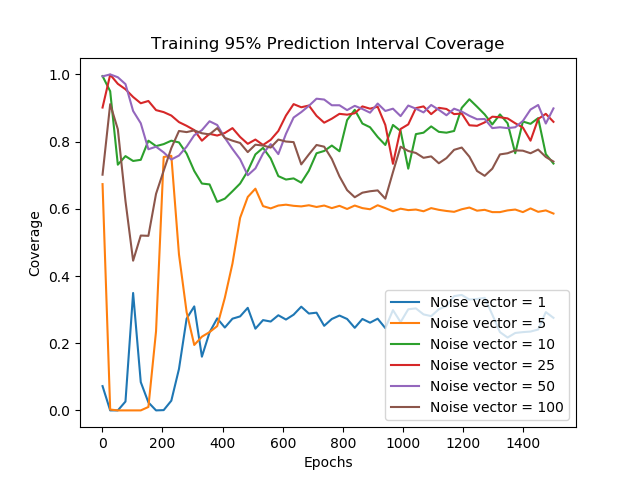 Training 95% Prediction Interval Coverage
Coverage
1.0
0.8
0.6
0.4
0.2
0.0
Noise vector = 1
Noise vector = 5
Noise vector = 10
Noise vector = 25
Noise vector = 50
Noise vector = 100
0 200 400 600 800 1000 1200 1400
Epochs